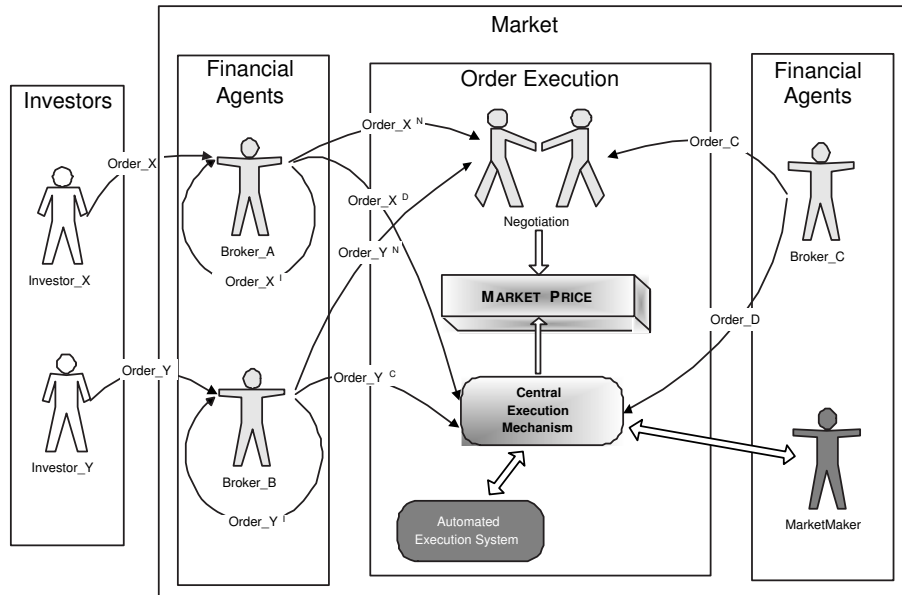 Market
Investors
Financial
Agents
Order Execution
Financial
Agents
Order_X
Order_X N
Order_C
Investor_X
Broker_A
Order_X I
Order_X D
Order_Y N
Negotiation
Broker_C
MARKET PRICE
Order_D
Order_Y
Order_Y C
Central
Execution
Mechanism
Investor_Y
Broker_B
Order_Y I
Automated
Execution System
MarketMaker